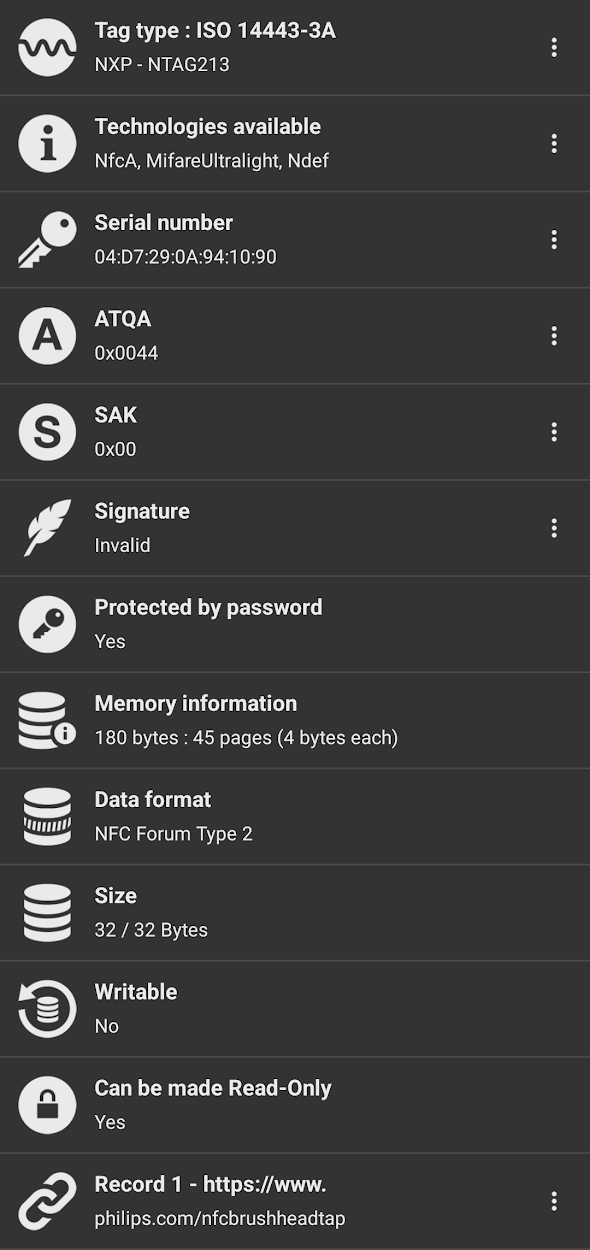 Tag type : ISO 14443-3A
NXP - NTAG213
Technologies available
NfcA, MifareUltralight, Ndef
Serial number
04:D7:29:0A:94:10:90
A
ATQA
0x0044
S
SAK
0x00
Signature
Invalid
Protected by password
Yes
Memory information
180 bytes : 45 pages (4 bytes each)
Data format
NFC Forum Type 2
Size
32 / 32 Bytes
Writable
No
Can be made Read-Only
Yes
Record 1 - https://www.
philips.com/nfcbrushheadtap